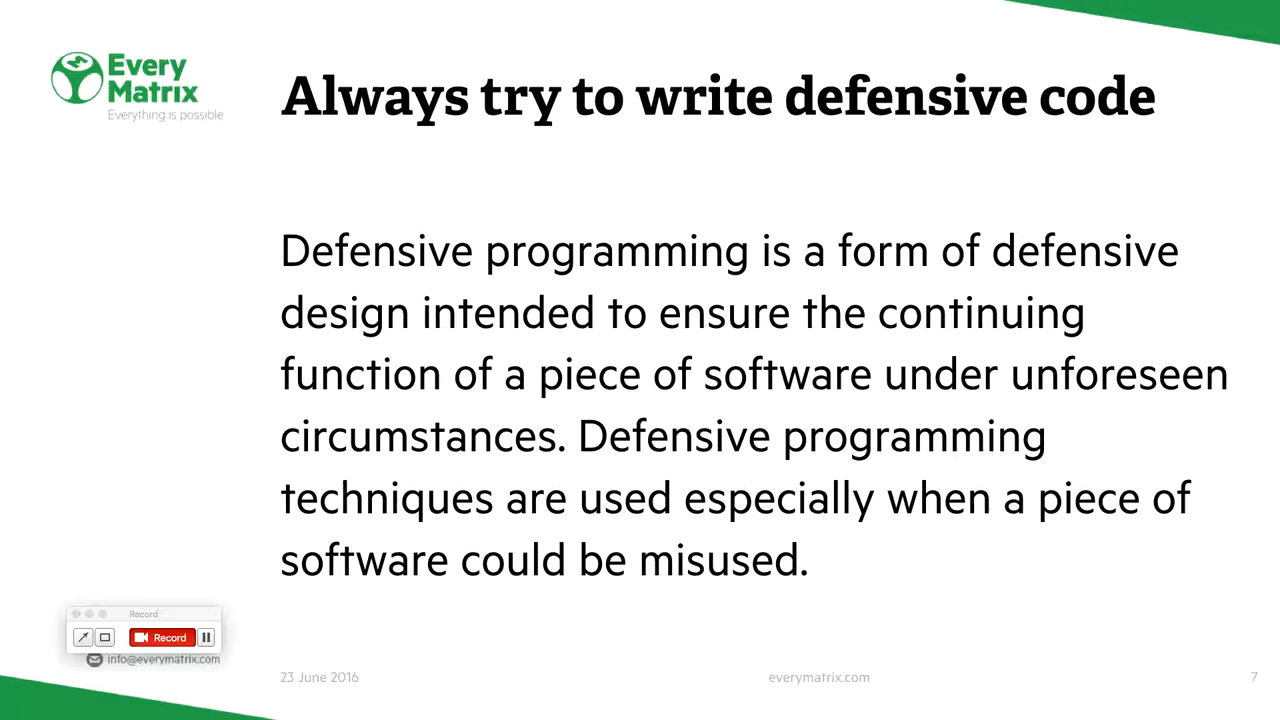 Every
Matrix
Everything is possible
Always try to write defensive code
Defensive programming is a form of defensive
design intended to ensure the continuing
function of a piece of software under unforeseen
circumstances. Defensive programming
techniques are used especially when a piece of
software could be misused.
Record
Record
info@everymatrix.com
23 June 2016
everymatrix.com
7